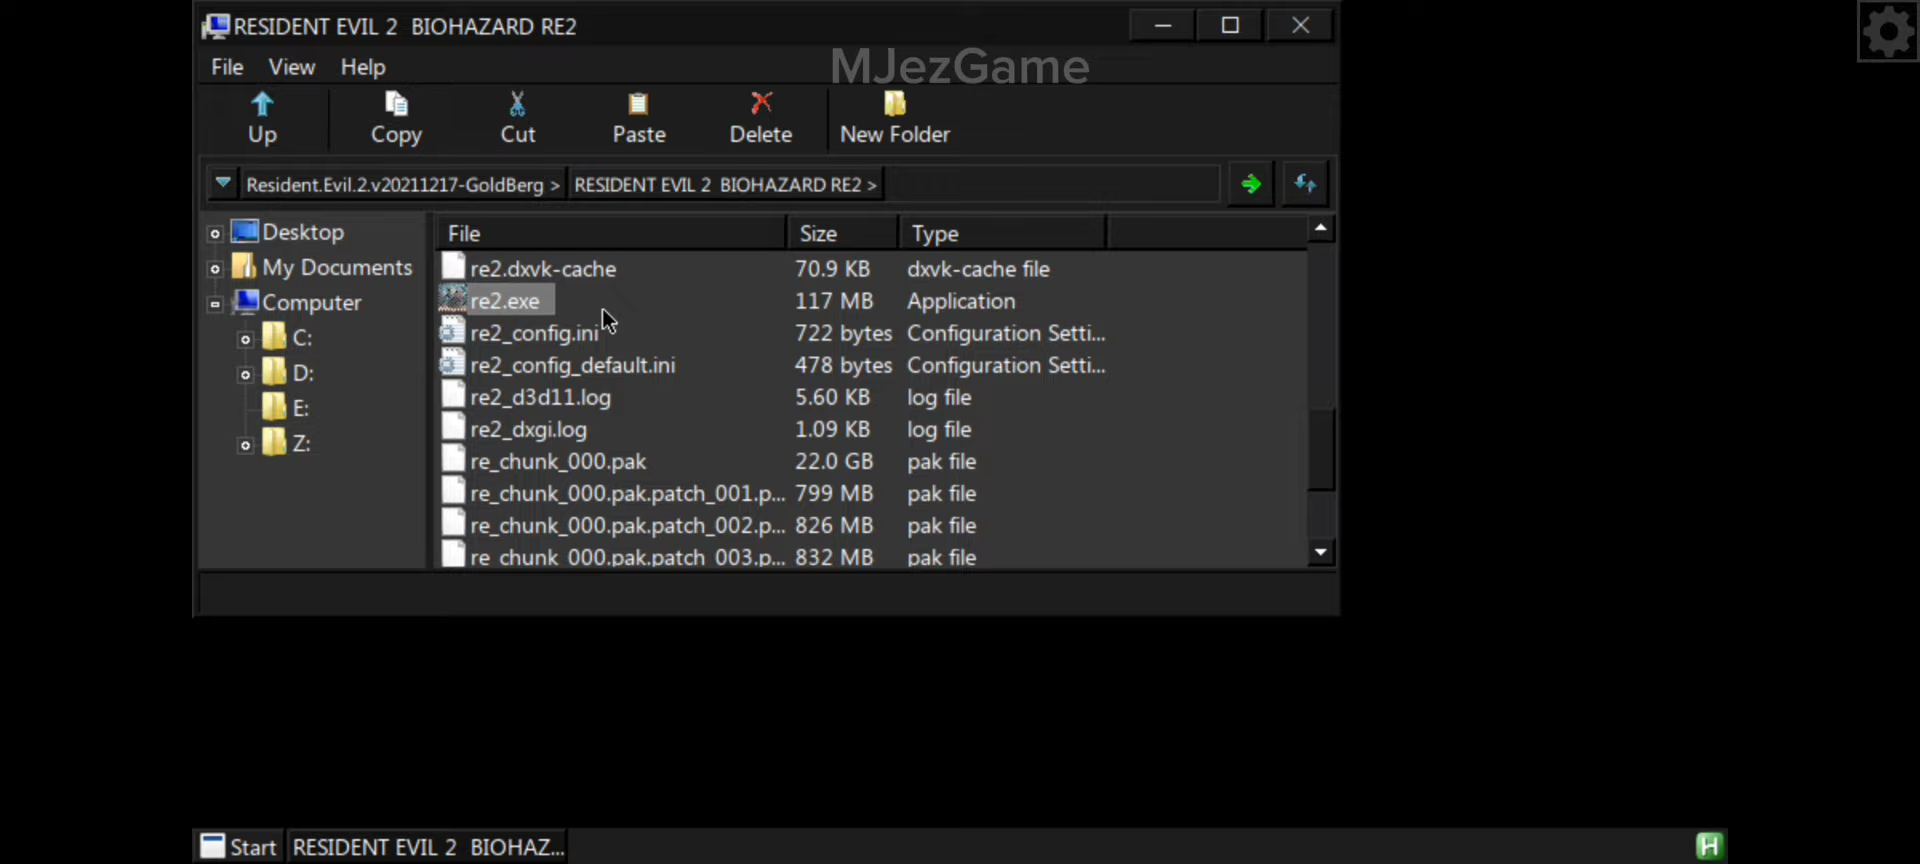 RESIDENT EVIL 2  BIOHAZARD RE2
MJezGame
File View Help
Up Copy Cut Paste Delete New Folder
Resident.Evil.2.v20211217-GoldBerg > RESIDENT EVIL 2  BIOHAZARD RE2 >
Desktop
My Documents
Computer
C:
D:
E:
Z:
File Size Type
re2.dxvk-cache 70.9 KB dxvk-cache file
re2.exe 117 MB Application
re2_config.ini 722 bytes Configuration Setti...
re2_config_default.ini 478 bytes Configuration Setti...
re2_d3d11.log 5.60 KB log file
re2_dxgi.log 1.09 KB log file
re_chunk_000.pak 22.0 GB pak file
re_chunk_000.pak.patch_001.p... 799 MB pak file
re_chunk_000.pak.patch_002.p... 826 MB pak file
re_chunk_000.pak.patch_003.p... 832 MB pak file
Start RESIDENT EVIL 2  BIOHAZ... H